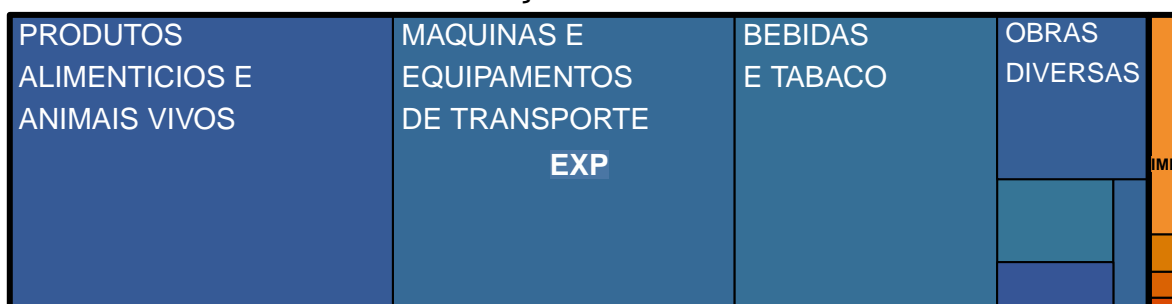 PRODUTOS
ALIMENTICIOS E
ANIMAIS VIVOS
MAQUINAS E
EQUIPAMENTOS
DE TRANSPORTE
EXP
BEBIDAS
E TABACO
OBRAS
DIVERSAS